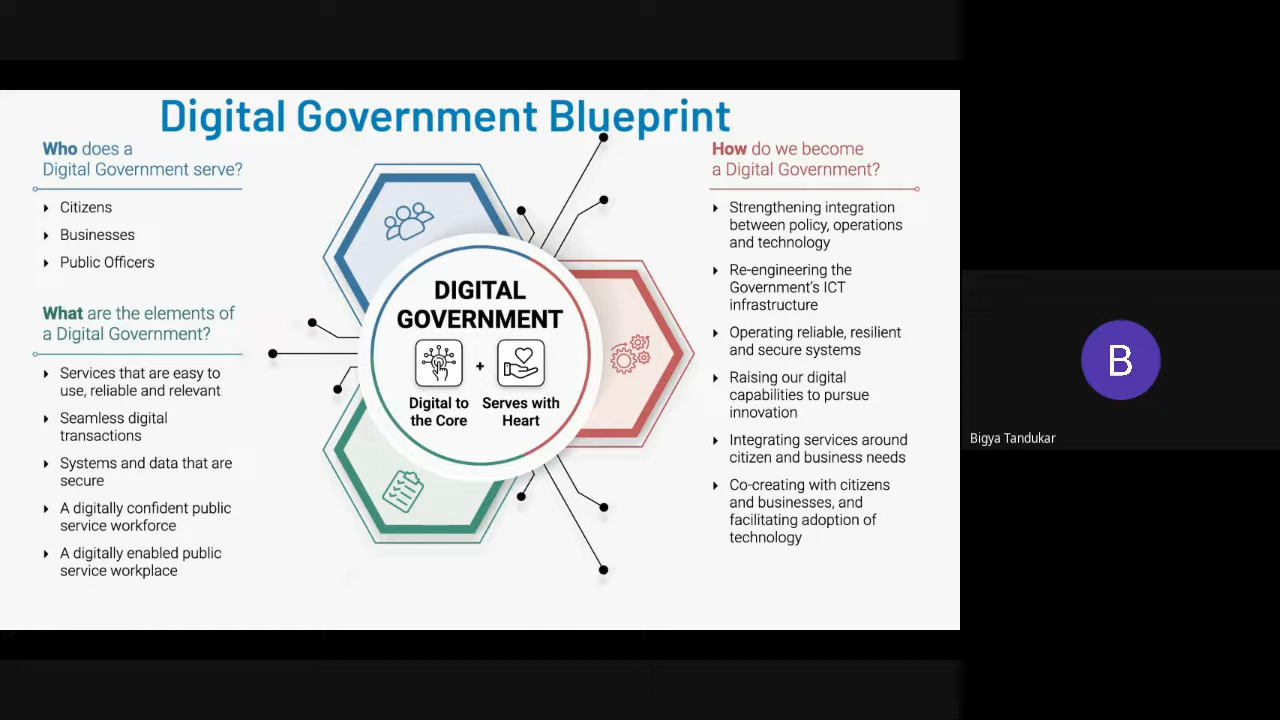 Digital Government Blueprint
Who does a
Digital Government serve?
Citizens
Businesses
Public Officers
What are the elements of
a Digital Government?
Services that are easy to
use, reliable and relevant
Seamless digital
transactions
Systems and data that are
secure
A digitally confident public
service workforce
A digitally enabled public
service workplace
DIGITAL
GOVERNMENT
+
Digital to
the Core
Serves with
Heart
How do we become
a Digital Government?
Strengthening integration
between policy, operations
and technology
Re-engineering the
Government's ICT
infrastructure
Operating reliable, resilient
and secure systems
Raising our digital
capabilities to pursue
innovation
Integrating services around
citizen and business needs
Co-creating with citizens
and businesses, and
facilitating adoption of
technology
B
Bigya Tandukar